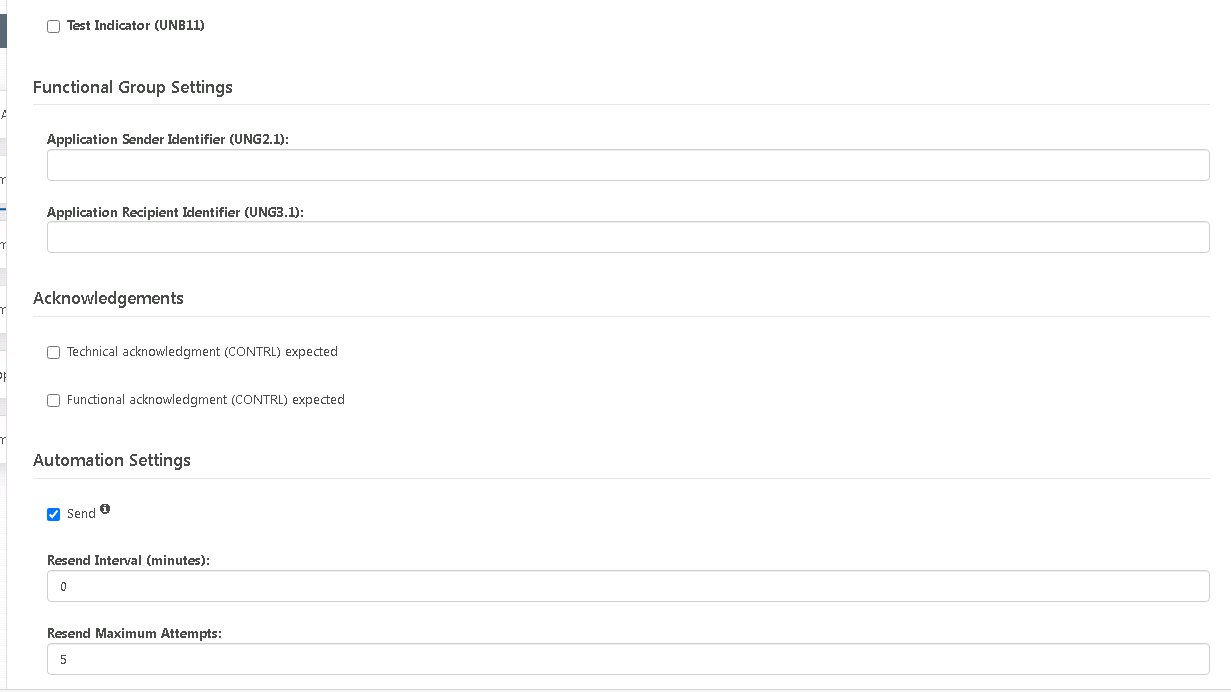 Test Indicator (UNB11)
Functional Group Settings
Application Sender Identifier (UNG2.1):
Application Recipient Identifier (UNG3.1):
Acknowledgements
Technical acknowledgment (CONTRL) expected
Functional acknowledgment (CONTRL) expected
Automation Settings
Send
Resend Interval (minutes):
0
Resend Maximum Attempts:
5